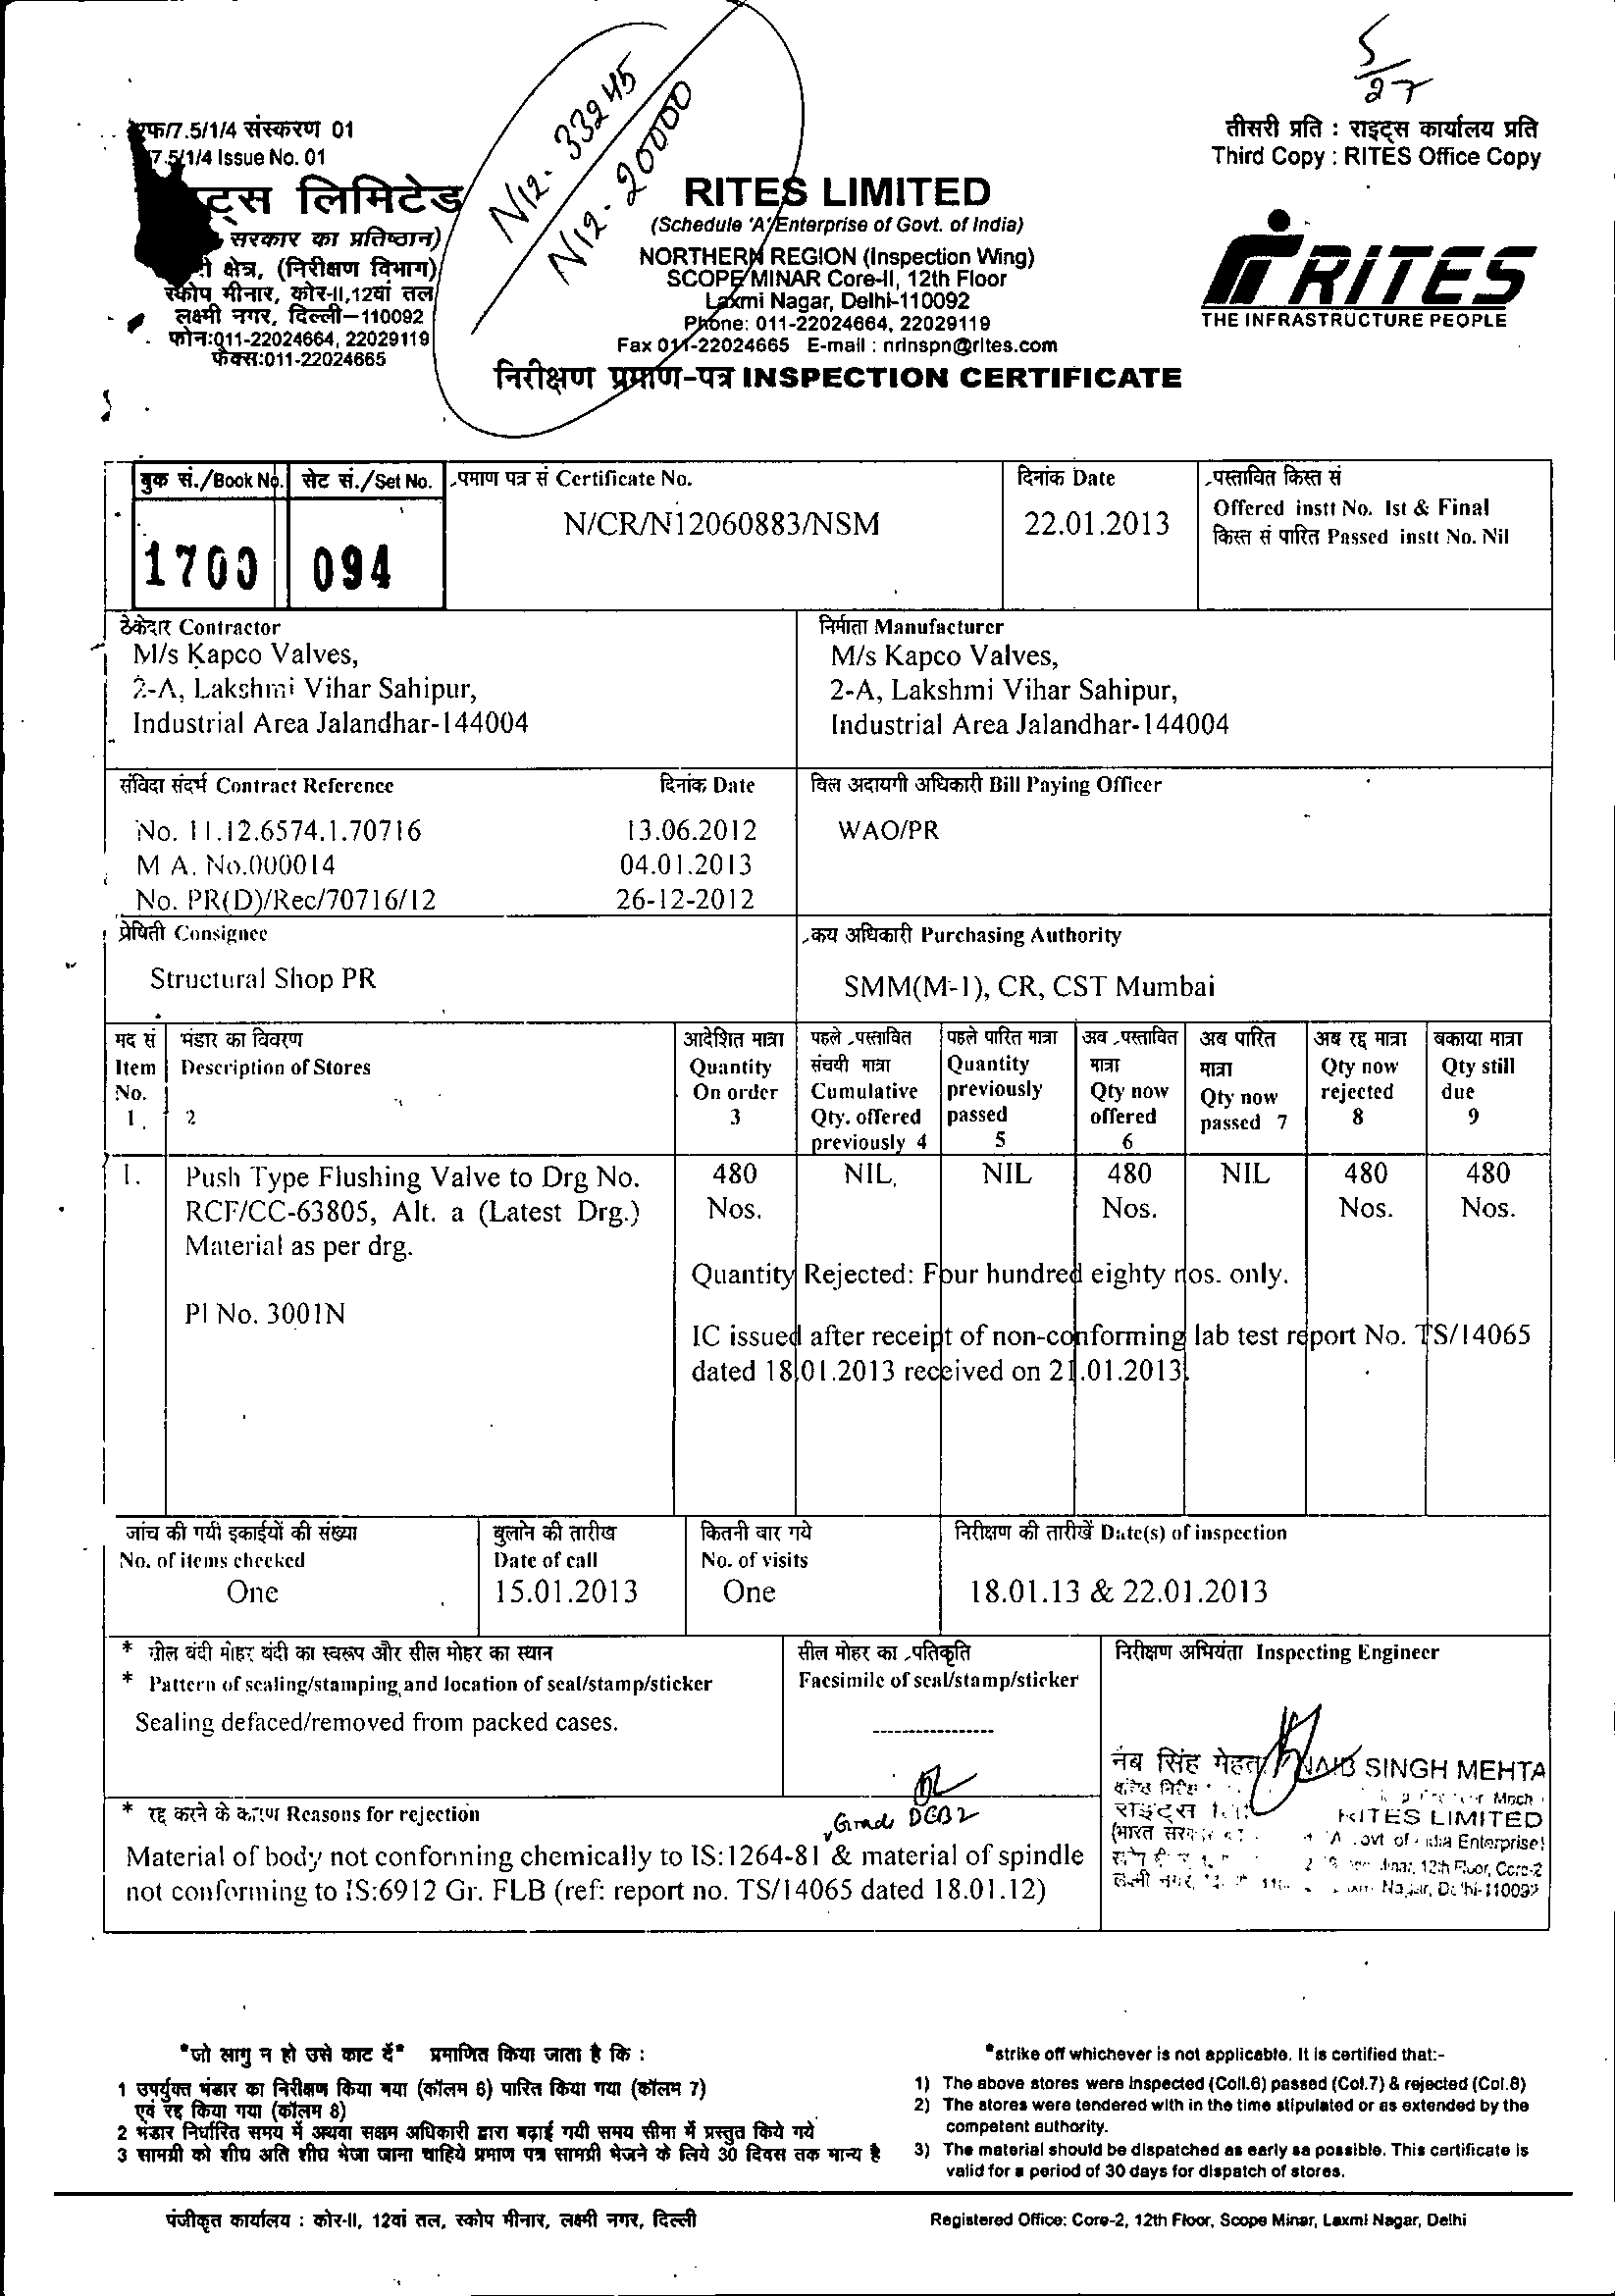 5/27
एफ/7.5/1/4 संस्करण 01
7.5/1/4 Issue No. 01
N12-33245
N12-20000
तीसरी प्रति : राइट्स कार्यालय प्रति
Third Copy : RITES Office Copy
ट्स लिमिटेड
सरकार का प्रतिष्ठान)
क्षेत्र, (निरीक्षण विभाग)
स्कोप मीनार, कोर-II,12वां तल
लक्ष्मी नगर, दिल्ली–110092
फोन:011-22024664, 22029119
फैक्स:011-22024665
RITES LIMITED
(Schedule 'A' Enterprise of Govt. of India)
NORTHERN REGION (Inspection Wing)
SCOPE MINAR Core-II, 12th Floor
Laxmi Nagar, Delhi-110092
Phone: 011-22024664, 22029119
Fax 011-22024665 E-mail : nrinspn@rites.com
RITES
THE INFRASTRUCTURE PEOPLE
निरीक्षण प्रमाण-पत्र INSPECTION CERTIFICATE
बुक सं./Book No. सेट सं./Set No. प्रमाण पत्र सं Certificate No. दिनांक Date प्रस्तावित किस्त सं
1700 094 N/CR/N12060883/NSM 22.01.2013 Offered instt No. Ist & Final
किस्त सं पारित Passed instt No. Nil
ठेकेदार Contractor
M/s Kapco Valves,
2-A, Lakshmi Vihar Sahipur,
Industrial Area Jalandhar-144004
निर्माता Manufacturer
M/s Kapco Valves,
2-A, Lakshmi Vihar Sahipur,
Industrial Area Jalandhar-144004
संविदा संदर्भ Contract Reference दिनांक Date
No. 11.12.6574.1.70716 13.06.2012
M A. No.000014 04.01.2013
No. PR(D)/Rec/70716/12 26-12-2012
बिल अदायगी अधिकारी Bill Paying Officer
WAO/PR
प्रेषिती Consignee
Structural Shop PR
क्रय अधिकारी Purchasing Authority
SMM(M-1), CR, CST Mumbai
मद सं Item No. 1.
भंडार का विवरण Description of Stores 2
आदेशित मात्रा Quantity On order 3
पहले प्रस्तावित संचयी मात्रा Cumulative Qty. offered previously 4
पहले पारित मात्रा Quantity previously passed 5
अब प्रस्तावित मात्रा Qty now offered 6
अब पारित मात्रा Qty now passed 7
अब रद्द मात्रा Qty now rejected 8
बकाया मात्रा Qty still due 9
1. Push Type Flushing Valve to Drg No. 480 NIL, NIL 480 NIL 480 480
RCF/CC-63805, Alt. a (Latest Drg.) Nos. Nos. Nos. Nos.
Material as per drg.
Quantity Rejected: Four hundred eighty nos. only.
Pl No. 3001N
IC issued after receipt of non-conforming lab test report No. TS/14065
dated 18.01.2013 received on 21.01.2013.
जांच की गयी इकाईयों की संख्या बुलाने की तारीख कितनी बार गये निरीक्षण की तारीखें Date(s) of inspection
No. of items checked Date of call No. of visits
One 15.01.2013 One 18.01.13 & 22.01.2013
* सील बंदी मोहर बंदी का स्वरूप और सील मोहर का स्थान
* Pattern of sealing/stamping and location of seal/stamp/sticker
Sealing defaced/removed from packed cases.
सील मोहर का प्रतिकृति
Facsimile of seal/stamp/sticker
-----------------
निरीक्षण अभियंता Inspecting Engineer
नब सिंह मेहता NAIB SINGH MEHTA
राइट्स RITES LIMITED
Enterprise)
12th Floor, Core-2
Nagar, Delhi-110092
* रद्द करने के कारण Reasons for rejection
Grade DCB2
Material of body not conforming chemically to IS:1264-81 & material of spindle
not conforming to IS:6912 Gr. FLB (ref: report no. TS/14065 dated 18.01.12)
*जो लागु न हो उसे काट दें* प्रमाणित किया जाता है कि :
1 उपर्युक्त भंडार का निरीक्षण किया गया (कॉलम 6) पारित किया गया (कॉलम 7)
एवं रद्द किया गया (कॉलम 8)
2 भंडार निर्धारित समय में अथवा सक्षम अधिकारी द्वारा बढ़ाई गयी समय सीमा में प्रस्तुत किये गये
3 सामग्री को शीघ्र अति शीघ्र भेजा जाना चाहिये प्रमाण पत्र सामग्री भेजने के लिये 30 दिवस तक मान्य है
*strike off whichever is not applicable. It is certified that:-
1) The above stores were inspected (Coll.6) passed (Col.7) & rejected (Col.8)
2) The stores were tendered with in the time stipulated or as extended by the
competent authority.
3) The material should be dispatched as early sa possible. This certificate is
valid for a period of 30 days for dispatch of stores.
पंजीकृत कार्यालय : कोर-II, 12वां तल, स्कोप मीनार, लक्ष्मी नगर, दिल्ली
Registered Office: Core-2, 12th Floor, Scope Minar, Laxmi Nagar, Delhi